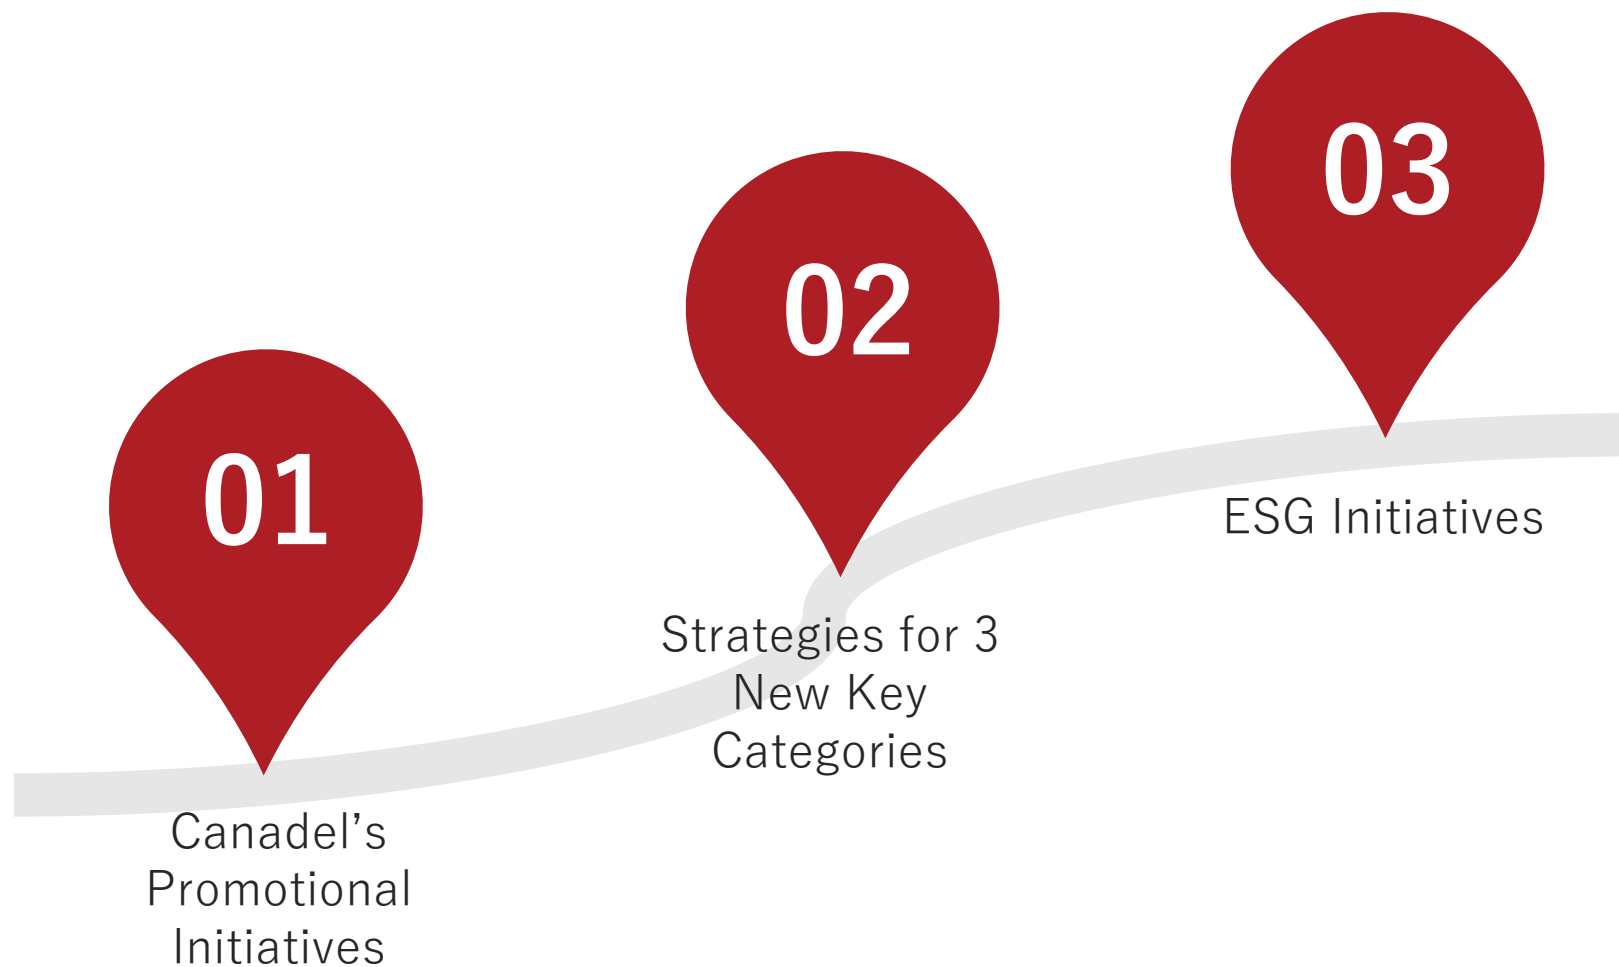 01
Canadel’s
Promotional
Initiatives
02
Strategies for 3
New Key
Categories
03
ESG Initiatives